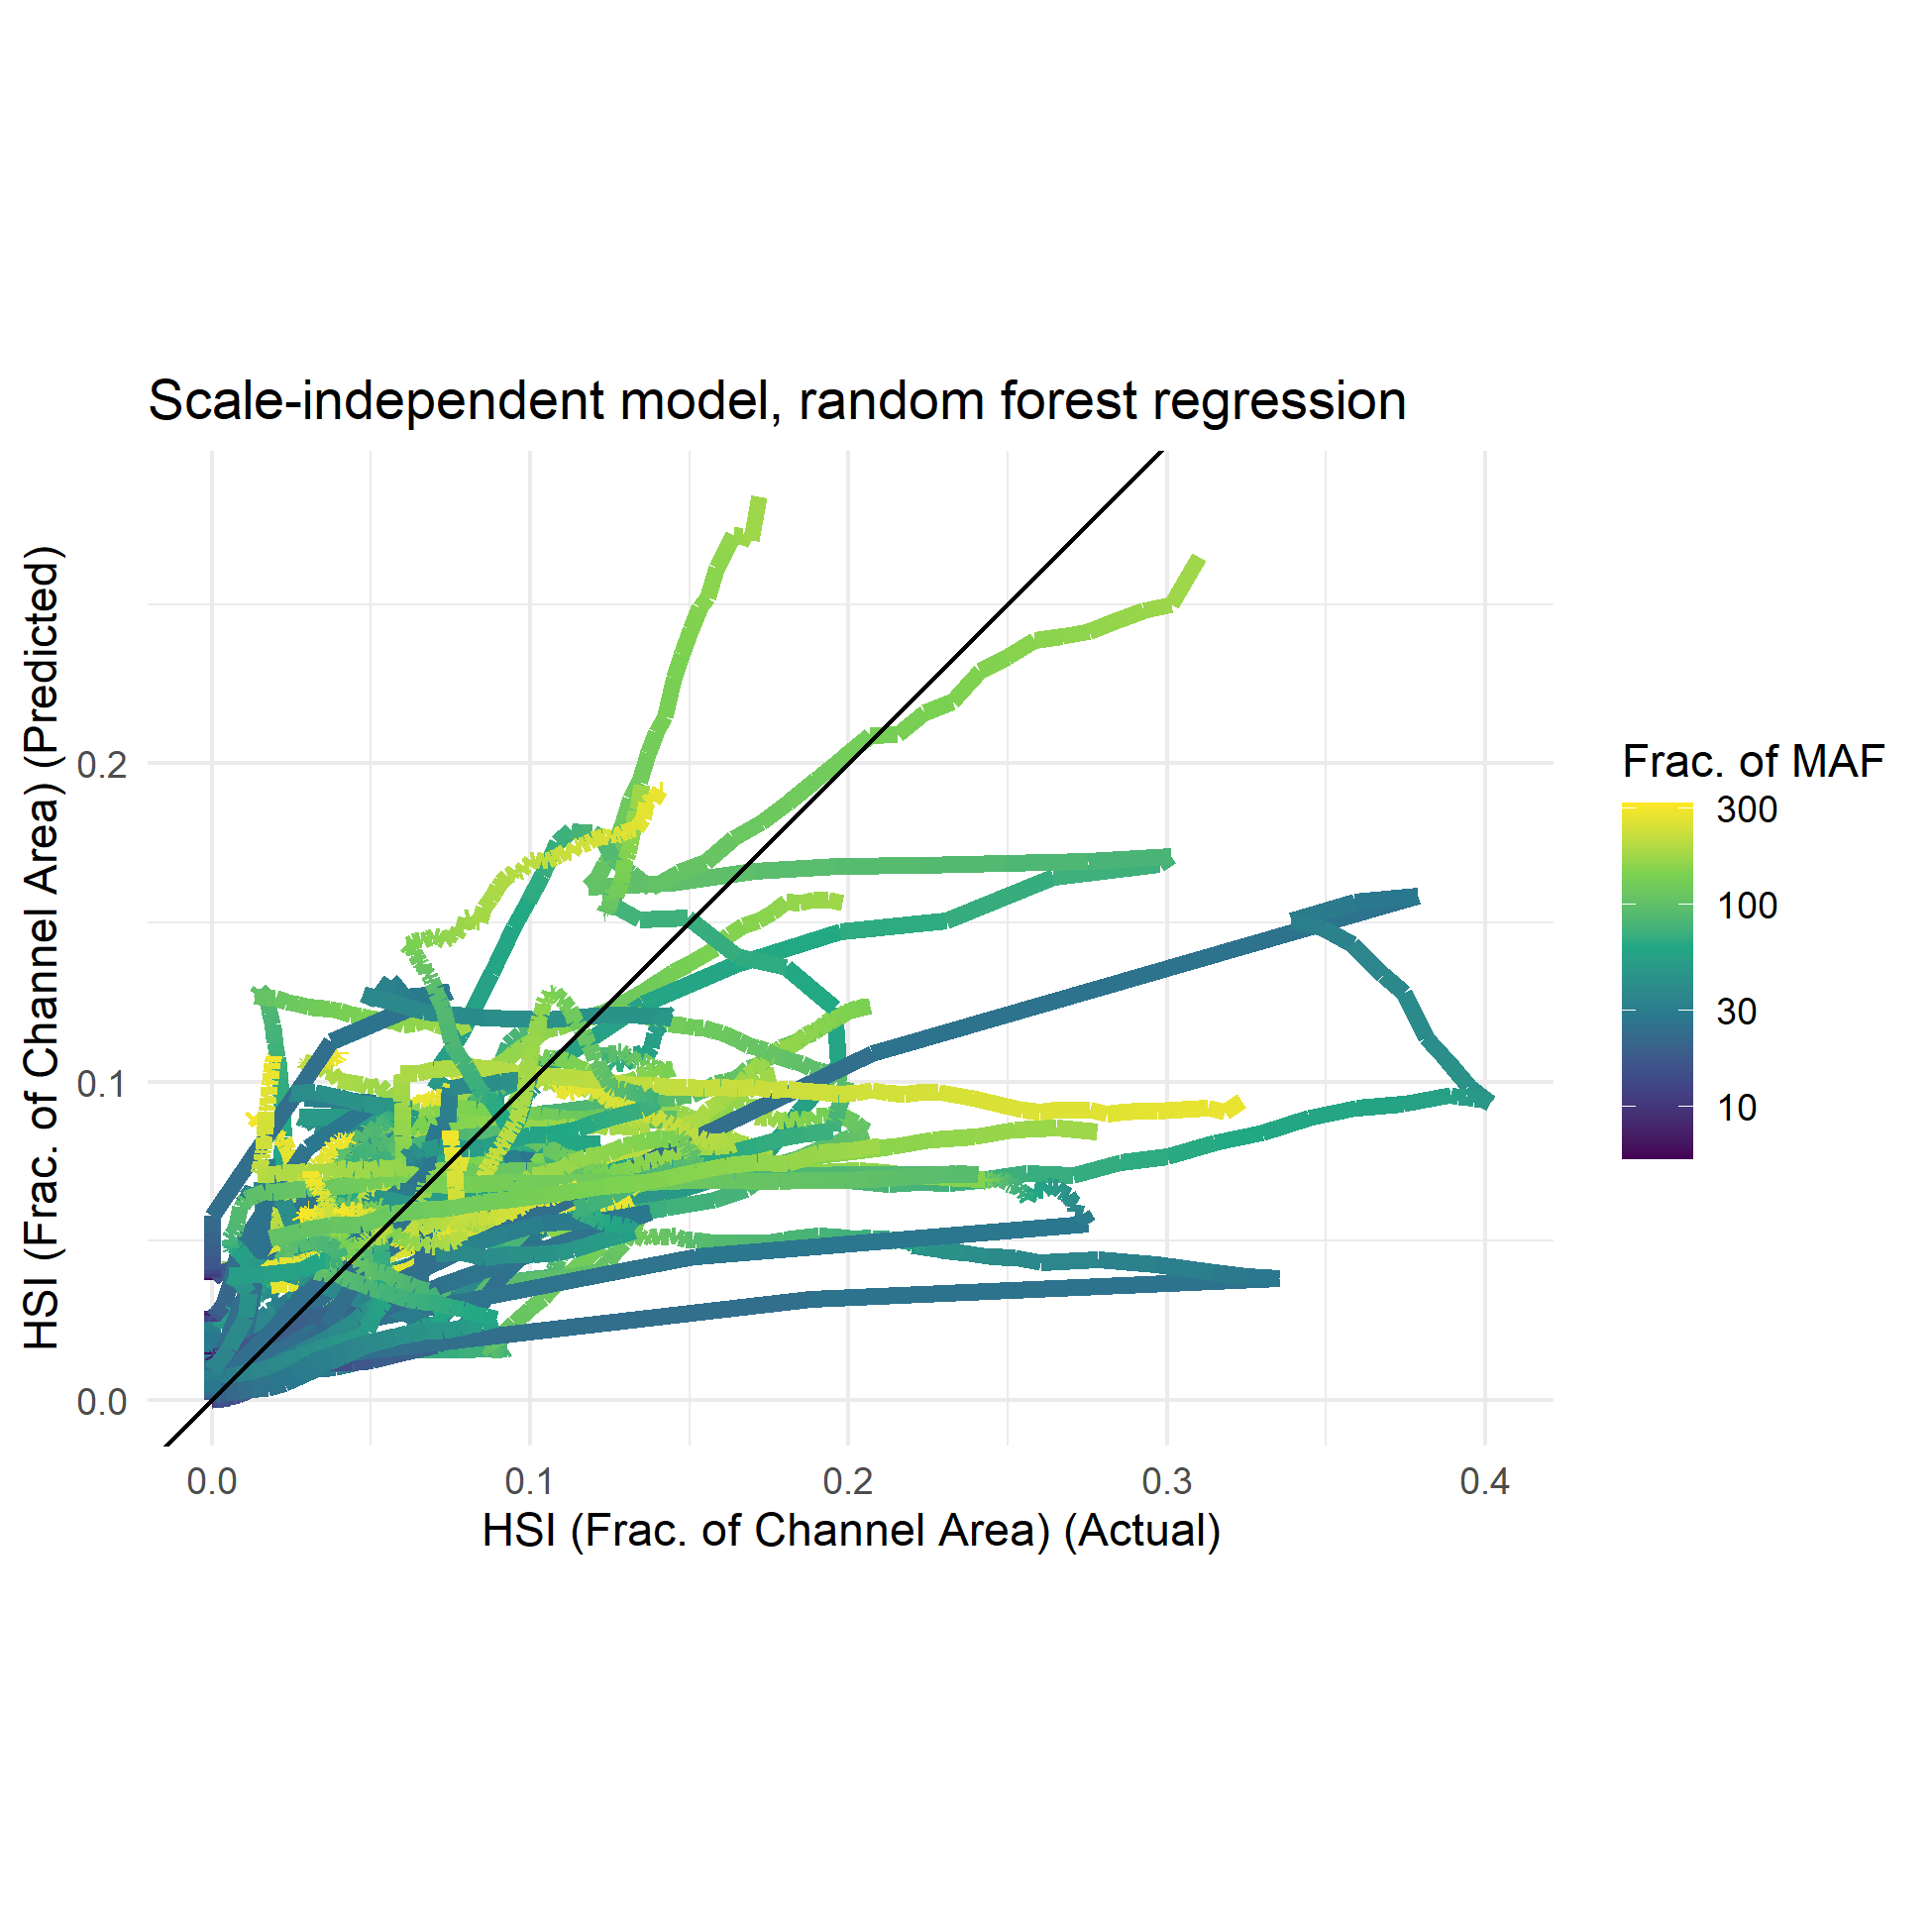 Scale-independent model, random forest regression
HSI (Frac. of Channel Area) (Predicted)
0.2
0.1
0.0
0.0 0.1 0.2 0.3 0.4
HSI (Frac. of Channel Area) (Actual)
Frac. of MAF
300
100
30
10